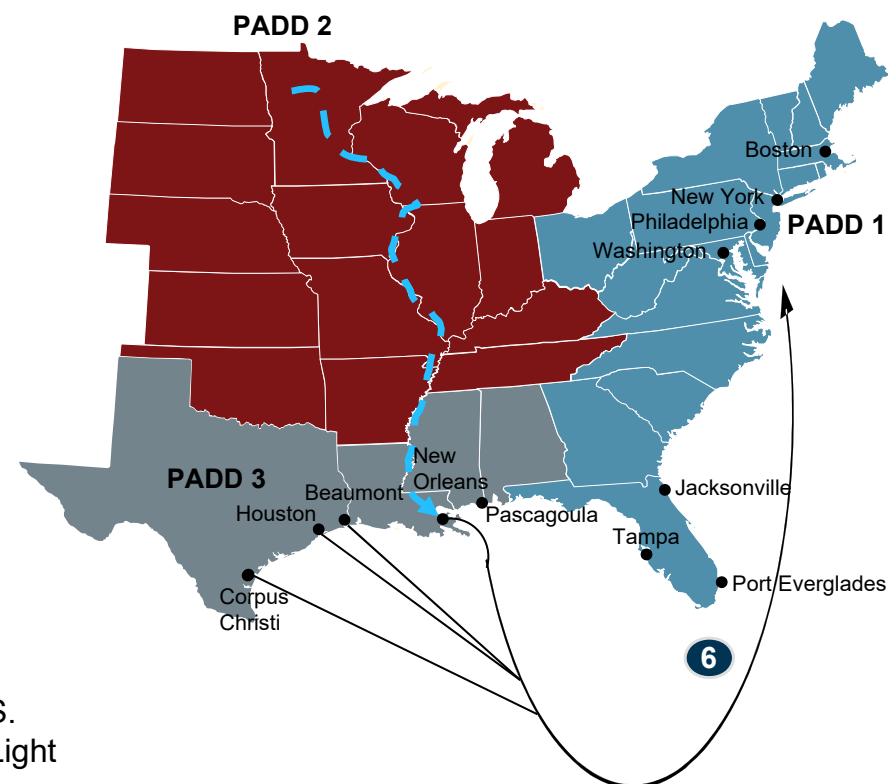 PADD 2
Boston
New York
Philadelphia
PADD 1
Washington
New
Orleans
PADD 3
Beaumont
Houston
Pascagoula
Jacksonville
Tampa
Corpus
Christi
Port Everglades
6
S.
Light